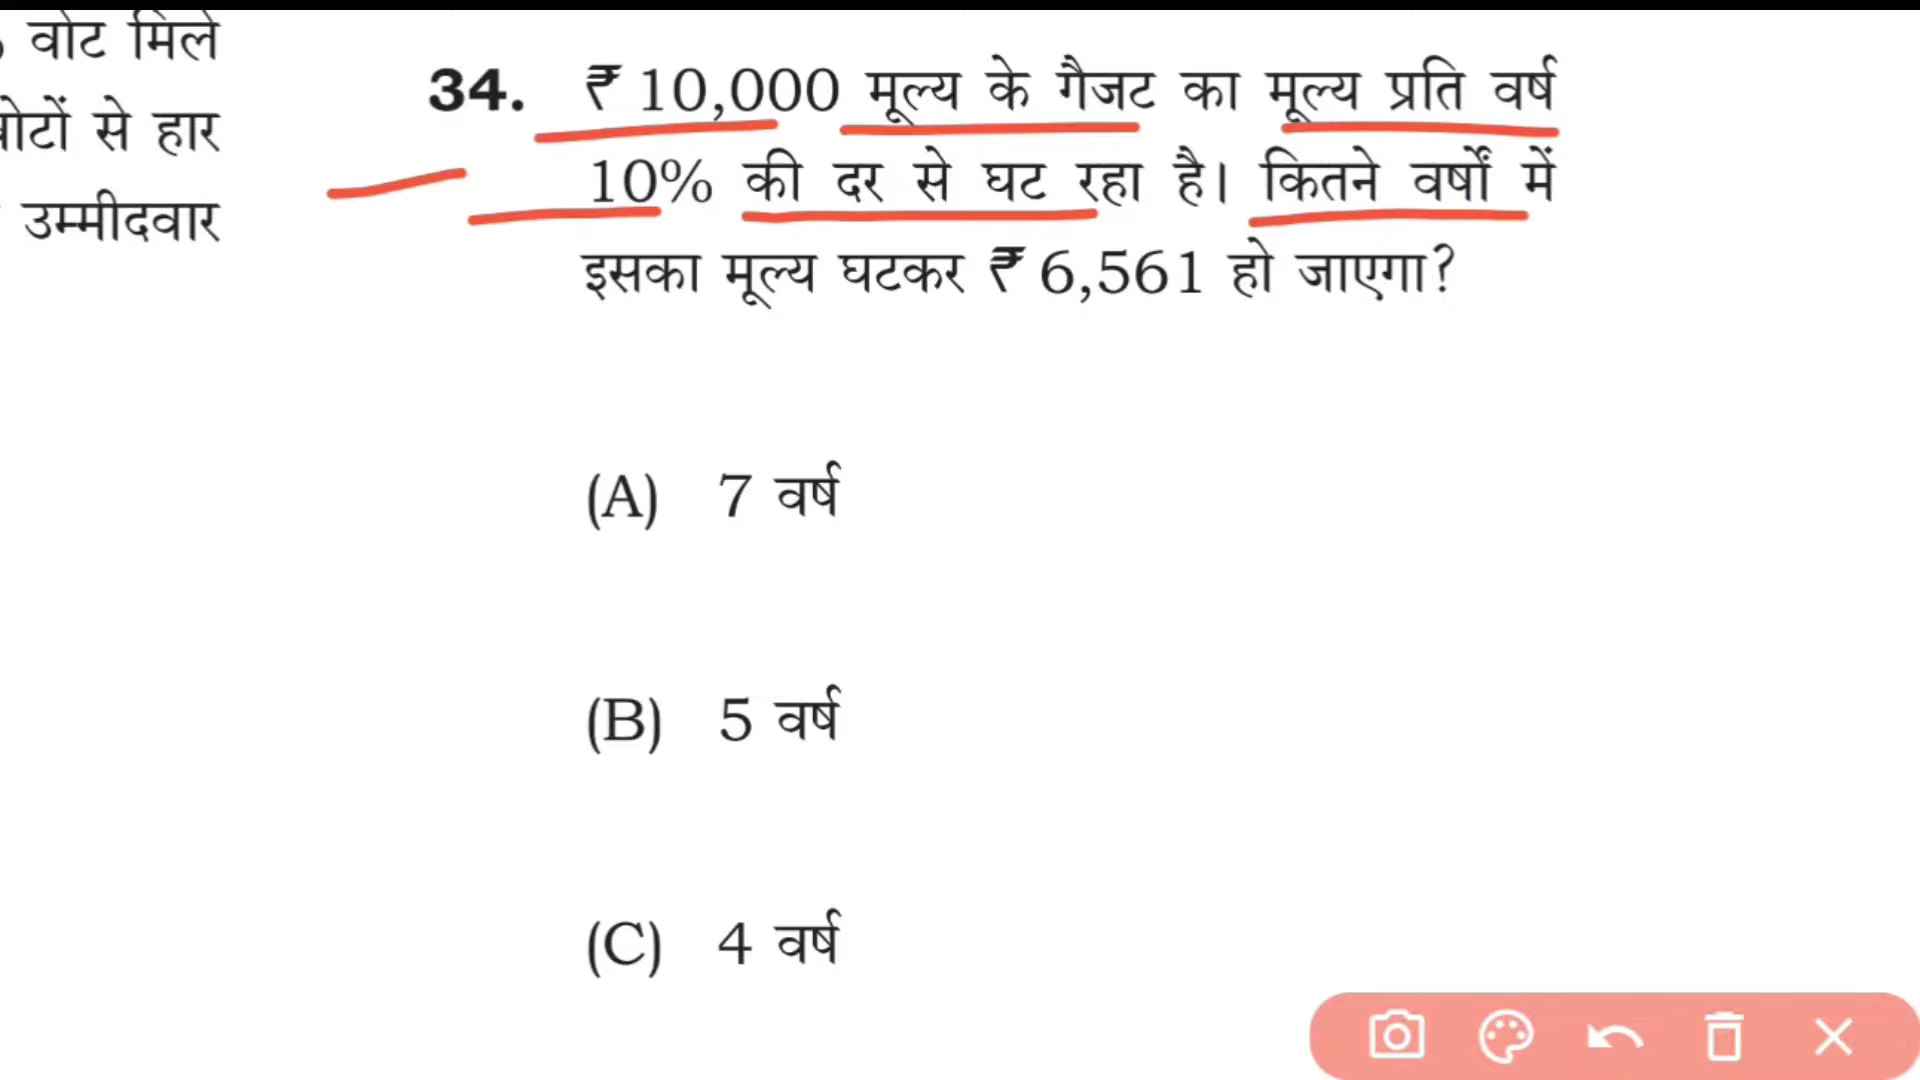 वोट मिले
वोटों से हार
उम्मीदवार
34. ₹ 10,000 मूल्य के गैजट का मूल्य प्रति वर्ष
10% की दर से घट रहा है। कितने वर्षों में
इसका मूल्य घटकर ₹ 6,561 हो जाएगा?
(A) 7 वर्ष
(B) 5 वर्ष
(C) 4 वर्ष